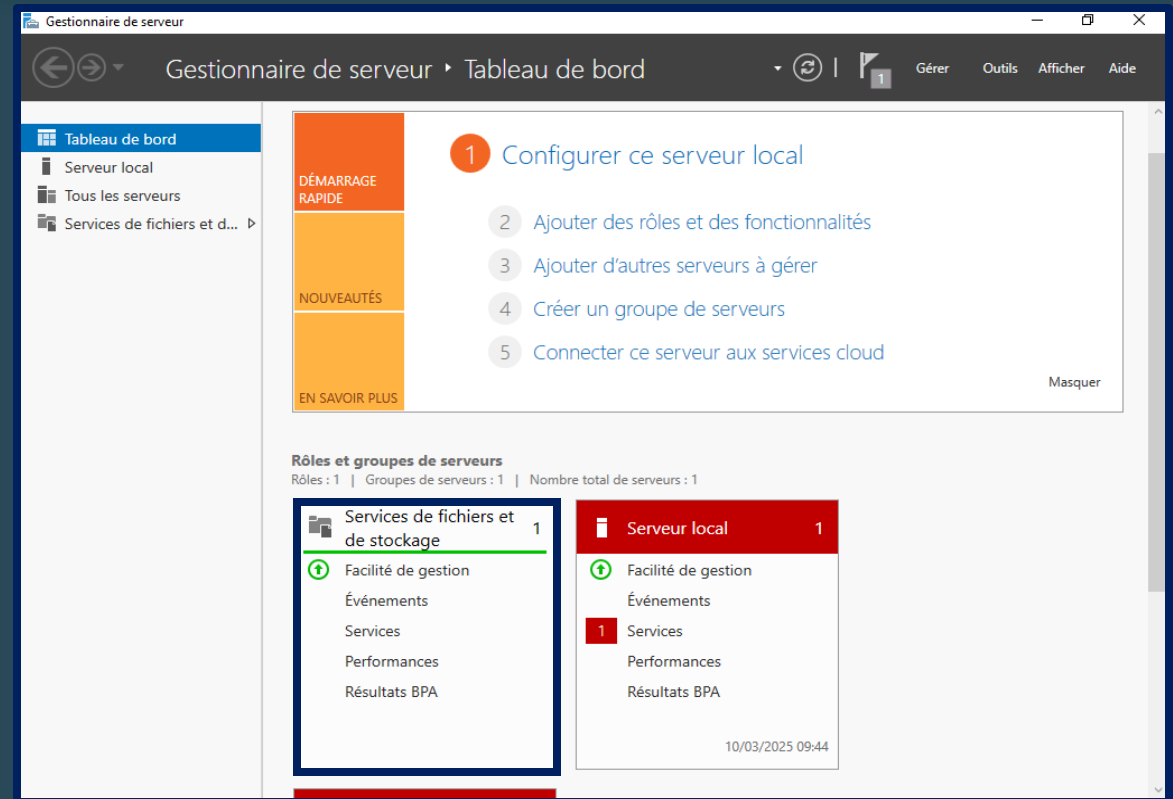 Gestionnaire de serveur
Gestionnaire de serveur ‣ Tableau de bord
1
Gérer
Outils
Afficher
Aide
Tableau de bord
Serveur local
Tous les serveurs
Services de fichiers et d...
DÉMARRAGE
RAPIDE
NOUVEAUTÉS
EN SAVOIR PLUS
1 Configurer ce serveur local
2 Ajouter des rôles et des fonctionnalités
3 Ajouter d’autres serveurs à gérer
4 Créer un groupe de serveurs
5 Connecter ce serveur aux services cloud
Masquer
Rôles et groupes de serveurs
Rôles : 1 | Groupes de serveurs : 1 | Nombre total de serveurs : 1
Services de fichiers et
de stockage
1
Facilité de gestion
Événements
Services
Performances
Résultats BPA
Serveur local 1
Facilité de gestion
Événements
1 Services
Performances
Résultats BPA
10/03/2025 09:44